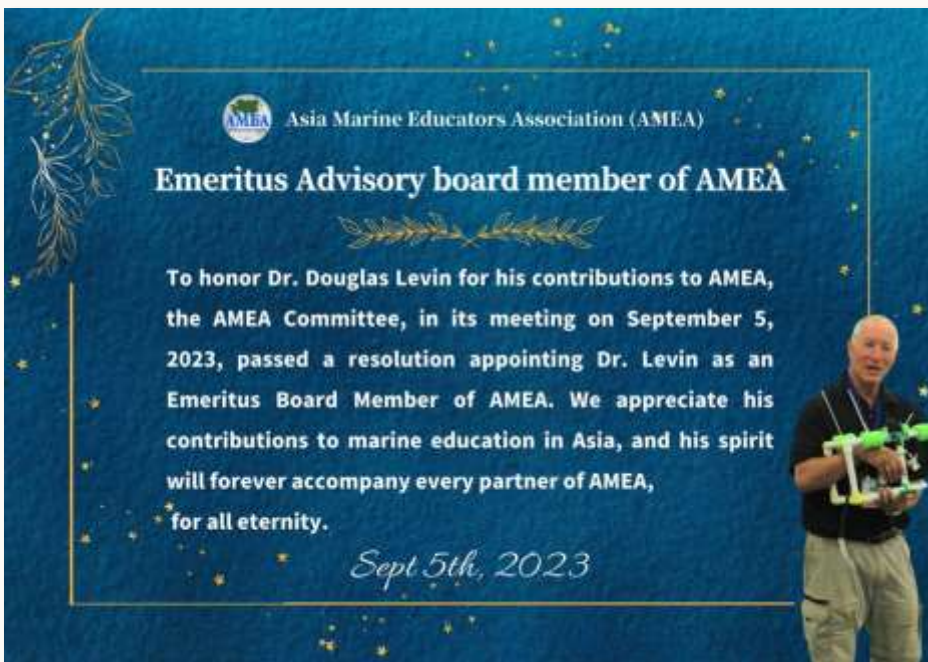 AMEA
Asia Marine Educators Association (AMEA)
Emeritus Advisory board member of AMEA
To honor Dr. Douglas Levin for his contributions to AMEA,
the AMEA Committee, in its meeting on September 5,
2023, passed a resolution appointing Dr. Levin as an
Emeritus Board Member of AMEA. We appreciate his
contributions to marine education in Asia, and his spirit
will forever accompany every partner of AMEA,
for all eternity.
Sept 5th, 2023